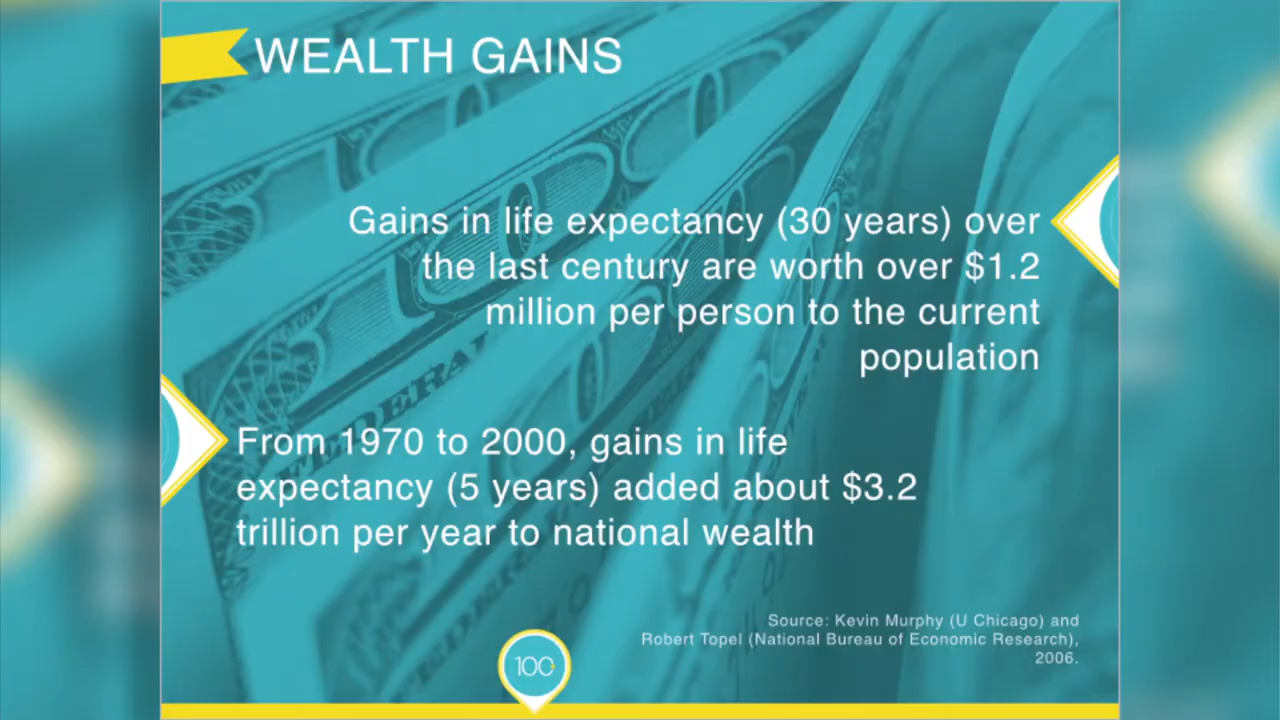 WEALTH GAINS
Gains in life expectancy (30 years) over
the last century are worth over $1.2
million per person to the current
population
From 1970 to 2000, gains in life
expectancy (5 years) added about $3.2
trillion per year to national wealth
Source: Kevin Murphy (U Chicago) and
Robert Topel (National Bureau of Economic Research),
2006.
100+
FEDERAL